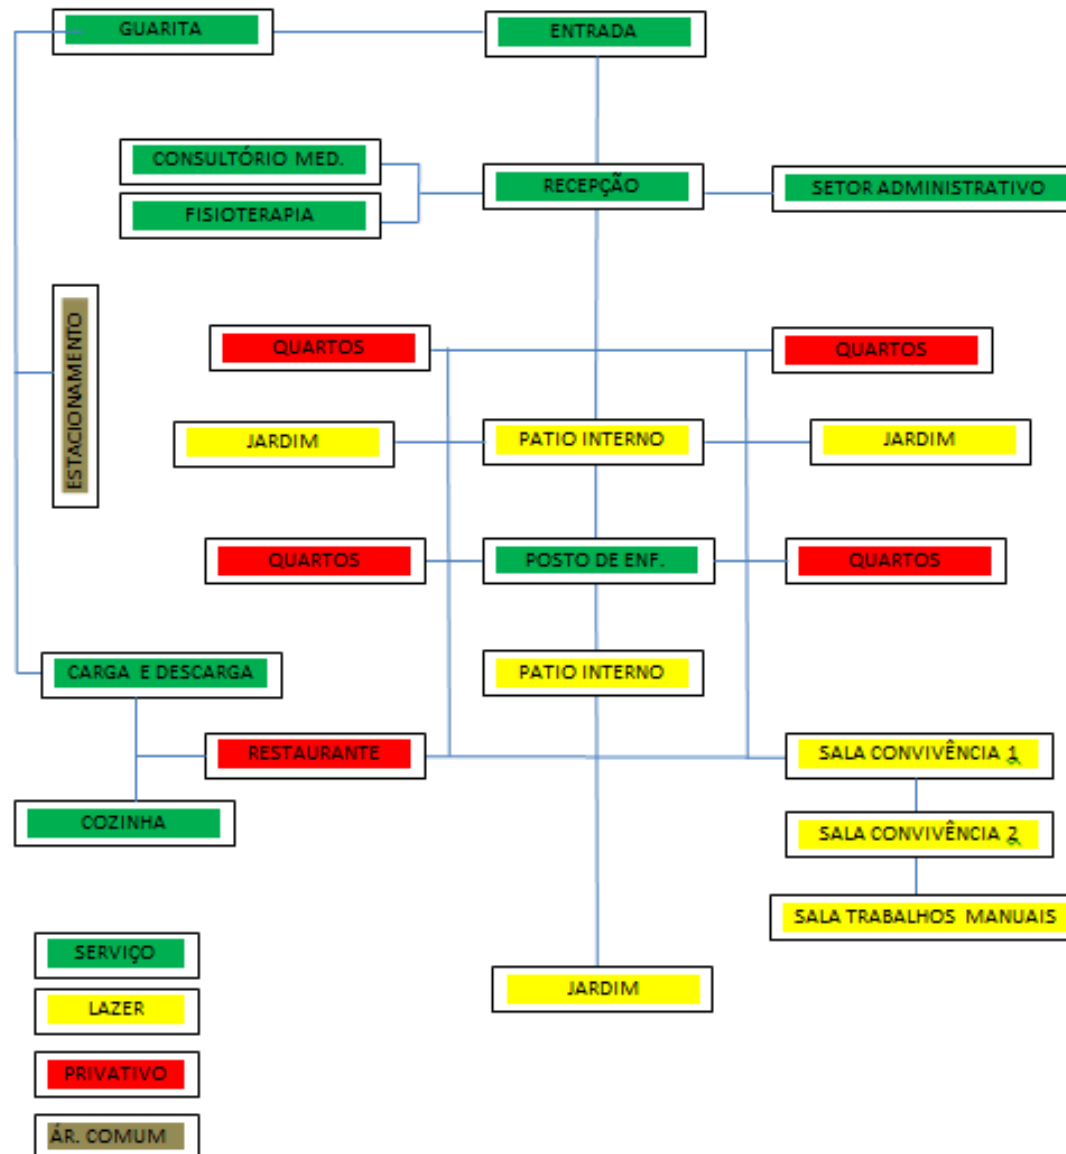 GUARITA
ENTRADA
CONSULTÓRIO MED.
RECEPÇÃO
SETOR ADMINISTRATIVO
FISIOTERAPIA
ESTACIONAMENTO
QUARTOS
QUARTOS
JARDIM
PATIO INTERNO
JARDIM
QUARTOS
POSTO DE ENF.
QUARTOS
CARGA E DESCARGA
PATIO INTERNO
RESTAURANTE
SALA CONVIVÊNCIA 1
COZINHA
SALA CONVIVÊNCIA 2
SALA TRABALHOS MANUAIS
SERVIÇO
JARDIM
LAZER
PRIVATIVO
ÁR. COMUM